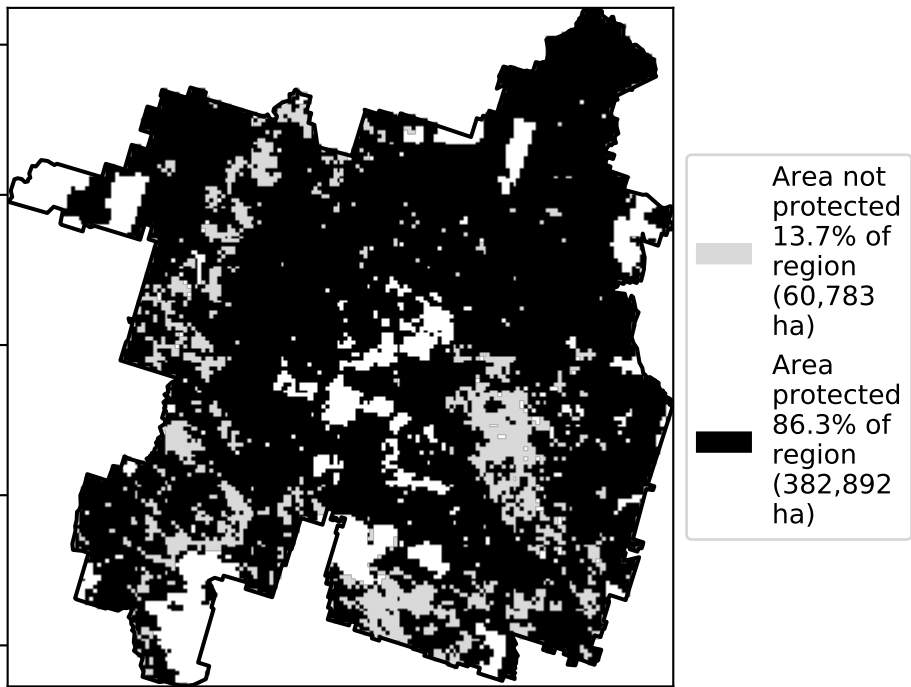 Area not
protected
13.7% of
region
(60,783
ha)
Area
protected
86.3% of
region
(382,892
ha)